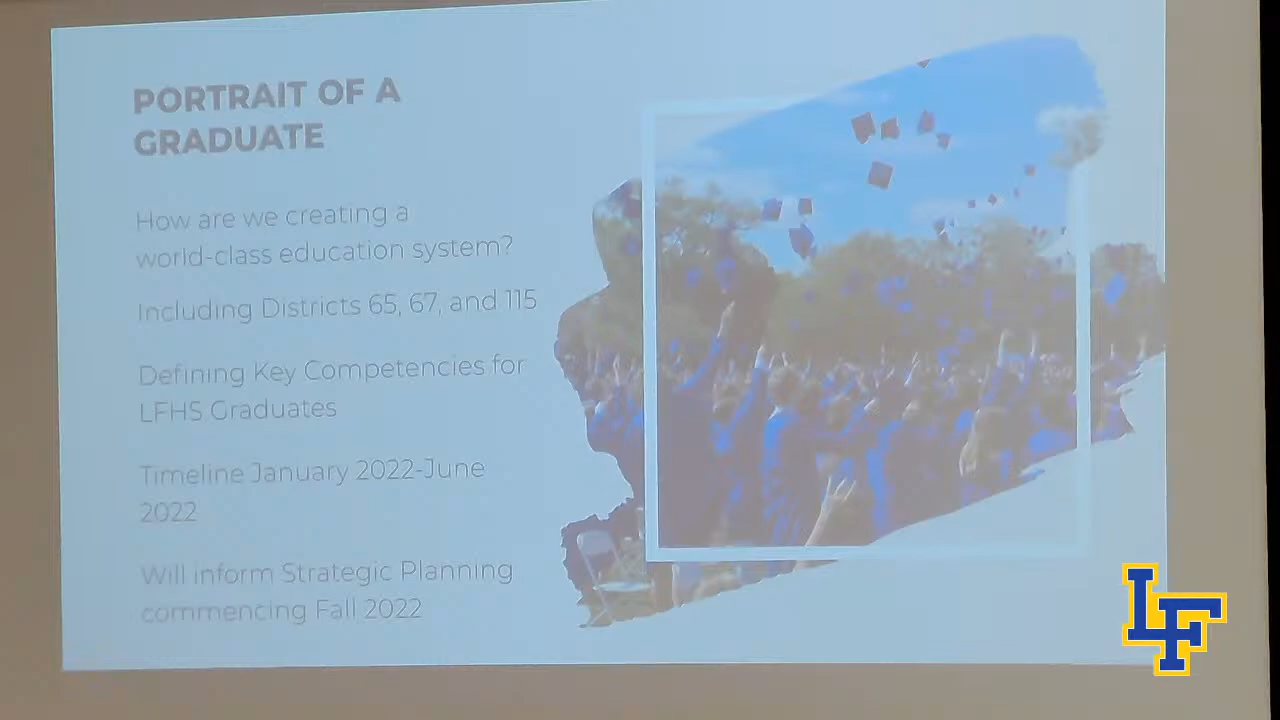 PORTRAIT OF A
GRADUATE
How are we creating a
world-class education system?
Including Districts 65, 67, and 115
Defining Key Competencies for
LFHS Graduates
Timeline January 2022-June
2022
Will inform Strategic Planning
commencing Fall 2022
LF